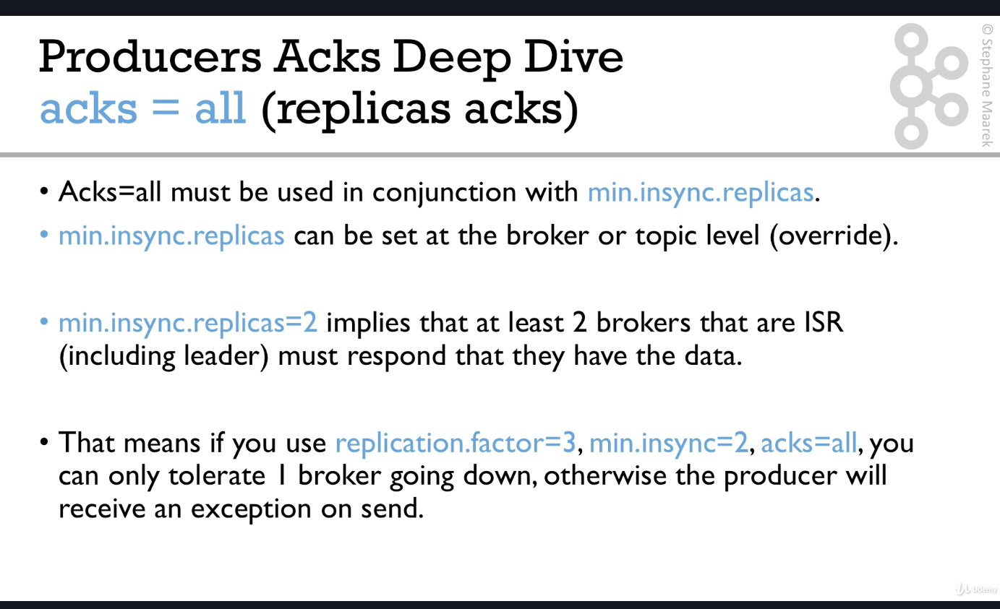 Producers Acks Deep Dive
acks = all (replicas acks)
© Stephane Maarek
• Acks=all must be used in conjunction with min.insync.replicas.
• min.insync.replicas can be set at the broker or topic level (override).
• min.insync.replicas=2 implies that at least 2 brokers that are ISR
(including leader) must respond that they have the data.
• That means if you use replication.factor=3, min.insync=2, acks=all, you
can only tolerate 1 broker going down, otherwise the producer will
receive an exception on send.
Udemy